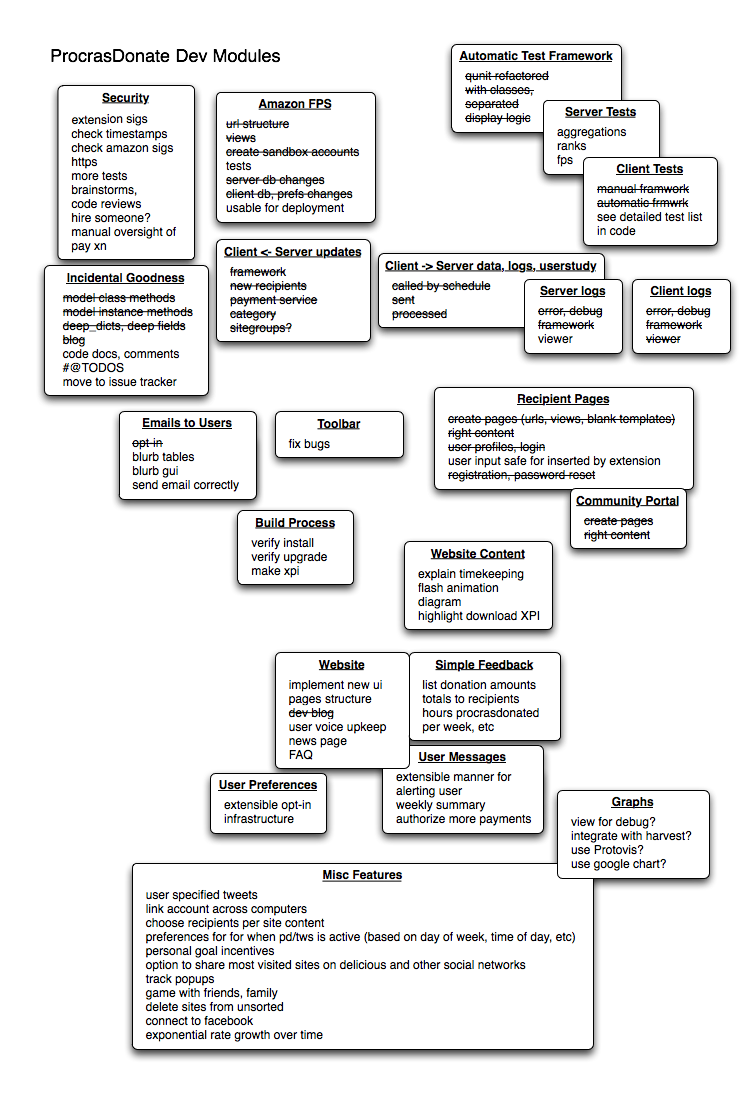 ProcrasDonate Dev Modules
Security
extension sigs
check timestamps
check amazon sigs
https
more tests
brainstorms,
code reviews
hire someone?
manual oversight of
pay xn
Amazon FPS
url structure
views
create sandbox accounts
tests
server db changes
client db, prefs changes
usable for deployment
Automatic Test Framework
qunit refactored
with classes,
separated
display logic
Server Tests
aggregations
ranks
fps
Client Tests
manual framwork
automatic frmwrk
see detailed test list
in code
Incidental Goodness
model class methods
model instance methods
deep_dicts, deep fields
blog
code docs, comments
#@TODOS
move to issue tracker
Client <- Server updates
framework
new recipients
payment service
category
sitegroups?
Client -> Server data, logs, userstudy
called by schedule
sent
processed
Server logs
error, debug
framework
viewer
Client logs
error, debug
framework
viewer
Emails to Users
opt-in
blurb tables
blurb gui
send email correctly
Toolbar
fix bugs
Recipient Pages
create pages (urls, views, blank templates)
right content
user profiles, login
user input safe for inserted by extension
registration, password reset
Community Portal
create pages
right content
Build Process
verify install
verify upgrade
make xpi
Website Content
explain timekeeping
flash animation
diagram
highlight download XPI
Website
implement new ui
pages structure
dev blog
user voice upkeep
news page
FAQ
Simple Feedback
list donation amounts
totals to recipients
hours procrasdonated
per week, etc
User Messages
extensible manner for
alerting user
weekly summary
authorize more payments
User Preferences
extensible opt-in
infrastructure
Graphs
view for debug?
integrate with harvest?
use Protovis?
use google chart?
Misc Features
user specified tweets
link account across computers
choose recipients per site content
preferences for for when pd/tws is active (based on day of week, time of day, etc)
personal goal incentives
option to share most visited sites on delicious and other social networks
track popups
game with friends, family
delete sites from unsorted
connect to facebook
exponential rate growth over time